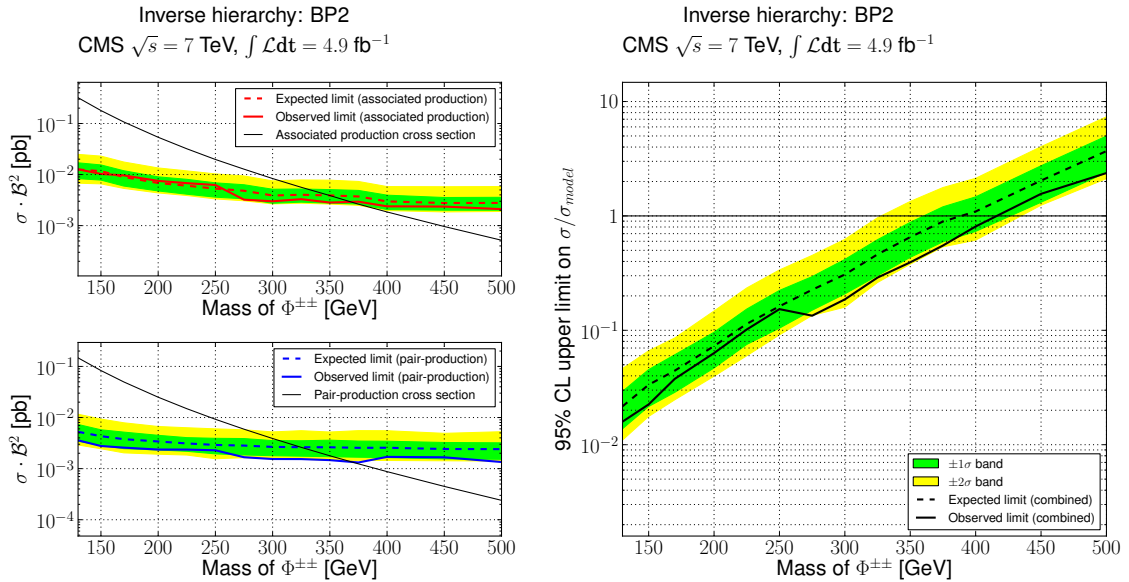 Inverse hierarchy: BP2
CMS √s = 7 TeV, ∫ℒdt = 4.9 fb⁻¹
σ · ℬ² [pb]
10⁻¹
10⁻²
10⁻³
Expected limit (associated production)
Observed limit (associated production)
Associated production cross section
150 200 250 300 350 400 450 500
Mass of Φ±± [GeV]
σ · ℬ² [pb]
10⁻¹
10⁻²
10⁻³
10⁻⁴
Expected limit (pair-production)
Observed limit (pair-production)
Pair-production cross section
150 200 250 300 350 400 450 500
Mass of Φ±± [GeV]
Inverse hierarchy: BP2
CMS √s = 7 TeV, ∫ℒdt = 4.9 fb⁻¹
95% CL upper limit on σ/σmodel
10
1
10⁻¹
10⁻²
±1σ band
±2σ band
Expected limit (combined)
Observed limit (combined)
150 200 250 300 350 400 450 500
Mass of Φ±± [GeV]